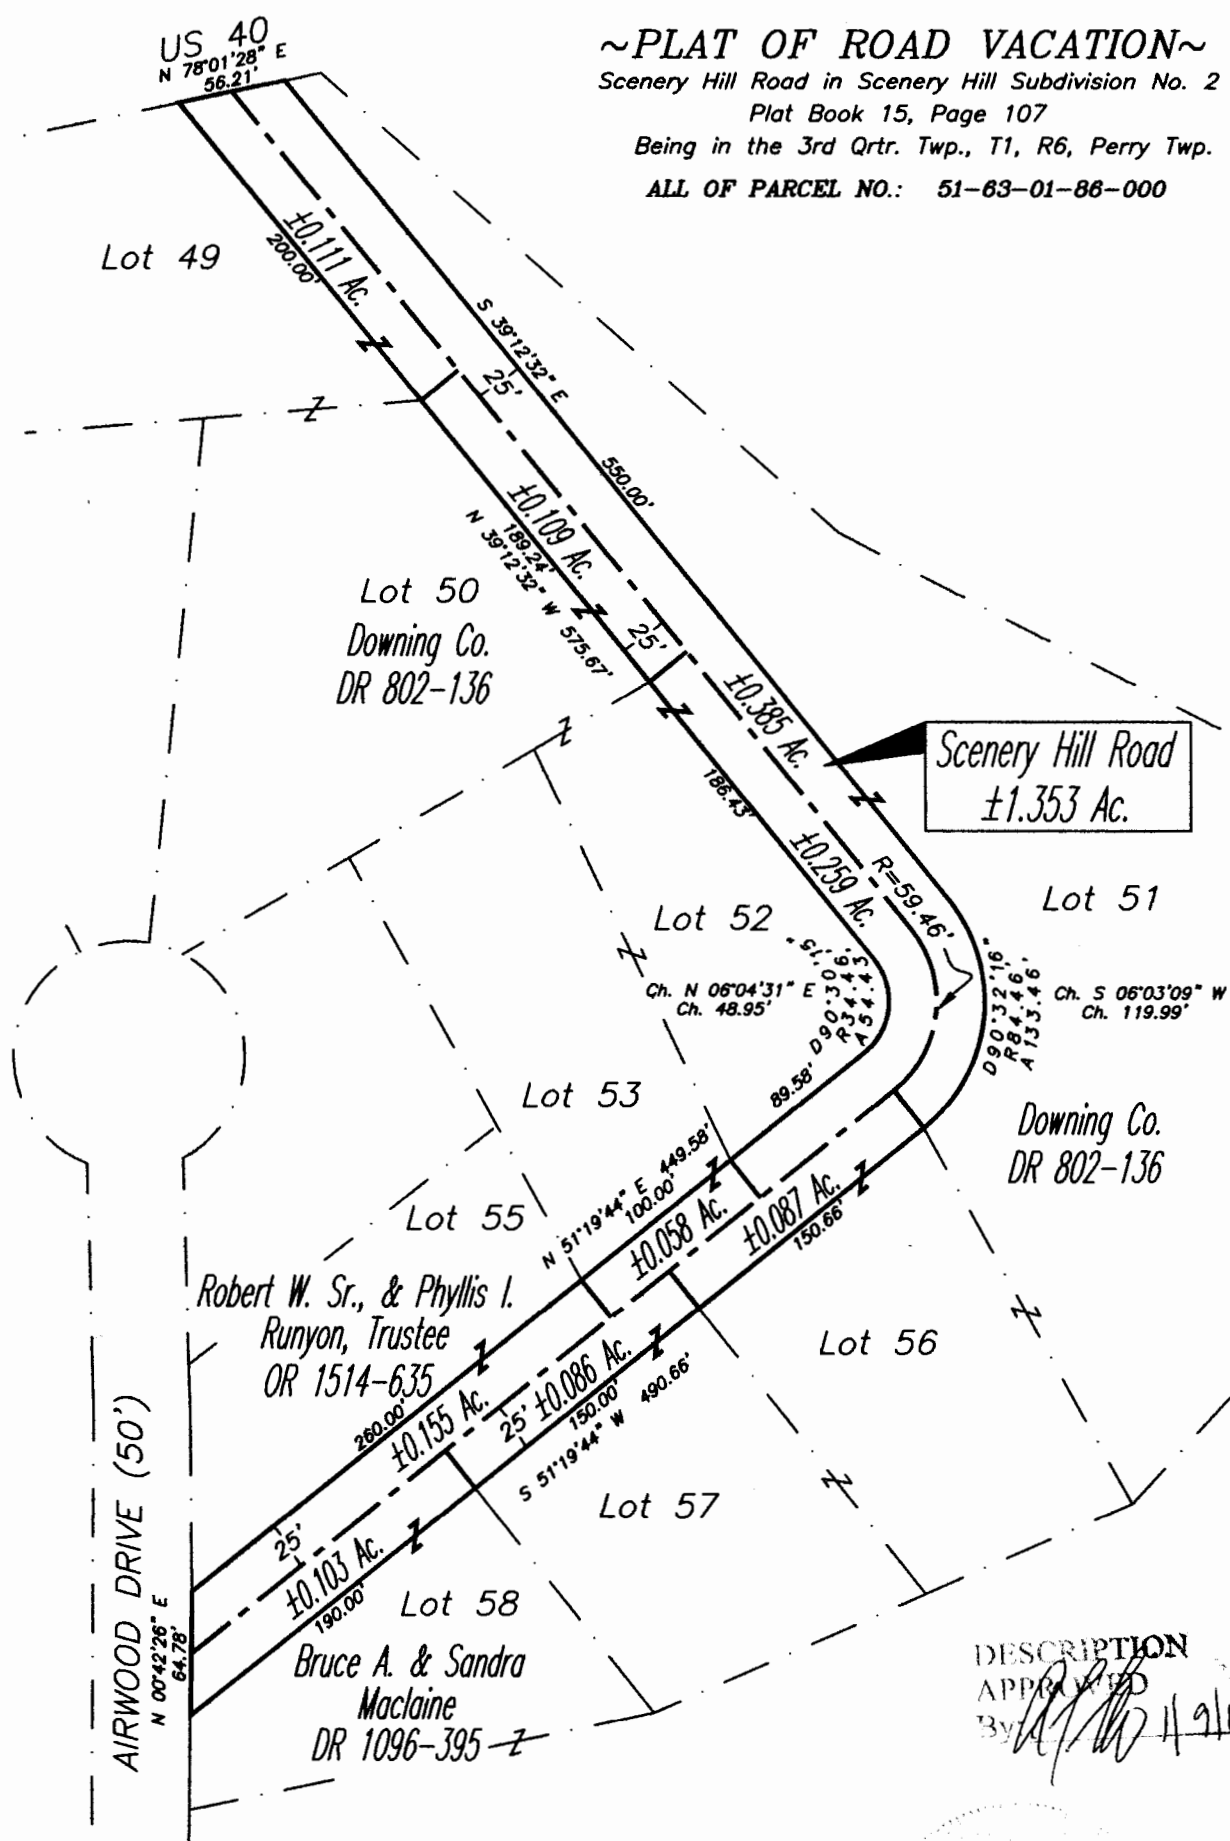 US 40
N 78°01'28" E
56.21'
~PLAT OF ROAD VACATION~
Scenery Hill Road in Scenery Hill Subdivision No. 2
Plat Book 15, Page 107
Being in the 3rd Qrtr. Twp., T1, R6, Perry Twp.
ALL OF PARCEL NO.: 51-63-01-86-000
Lot 49
±0.111 Ac.
200.00'
S 39°12'32" E
25'
550.00'
±0.109 Ac.
189.24'
N 39°12'32" W 575.67'
25'
Lot 50
Downing Co.
DR 802-136
±0.385 Ac.
Scenery Hill Road
±1.353 Ac.
186.43'
±0.259 Ac.
R=59.46'
Lot 51
Lot 52
Ch. N 06°04'31" E
Ch. 48.95'
D90°30'15"
R34.46'
A54.43'
D90°32'16"
R84.46'
A133.46'
Ch. S 06°03'09" W
Ch. 119.99'
89.58'
Lot 53
Downing Co.
DR 802-136
N 51°19'44" E 449.58'
100.00'
±0.058 Ac.
±0.087 Ac.
150.66'
Lot 55
Robert W. Sr., & Phyllis I.
Runyon, Trustee
OR 1514-635
Lot 56
260.00'
±0.155 Ac.
25'
±0.086 Ac.
150.00'
S 51°19'44" W 490.66'
Lot 57
25'
±0.103 Ac.
190.00'
Lot 58
Bruce A. & Sandra
Maclaine
DR 1096-395
AIRWOOD DRIVE (50')
N 00°42'26" E
64.78'
DESCRIPTION
APPROVED
By